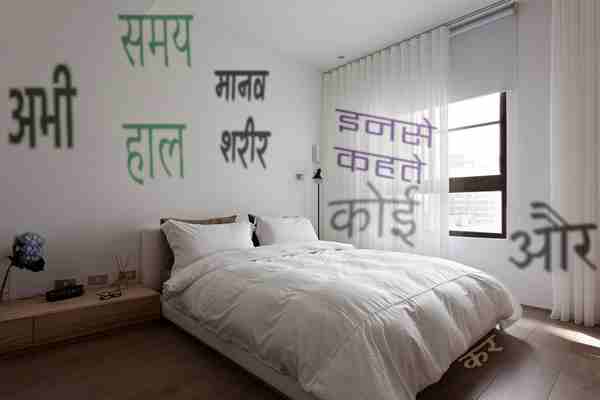 समय
अभी
मानव
हाल
शरीर
इनसे
कहते
कोई
और
कर